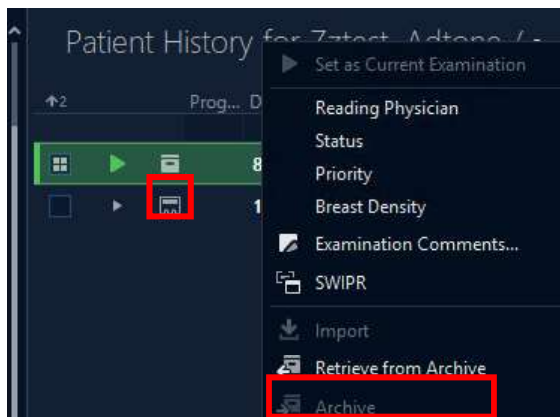 Patient History for Zztest, Adtone /
Set as Current Examination
2
Prog... D
Reading Physician
Status
Priority
8
Breast Density
1
Examination Comments...
SWIPR
Import
Retrieve from Archive
Archive